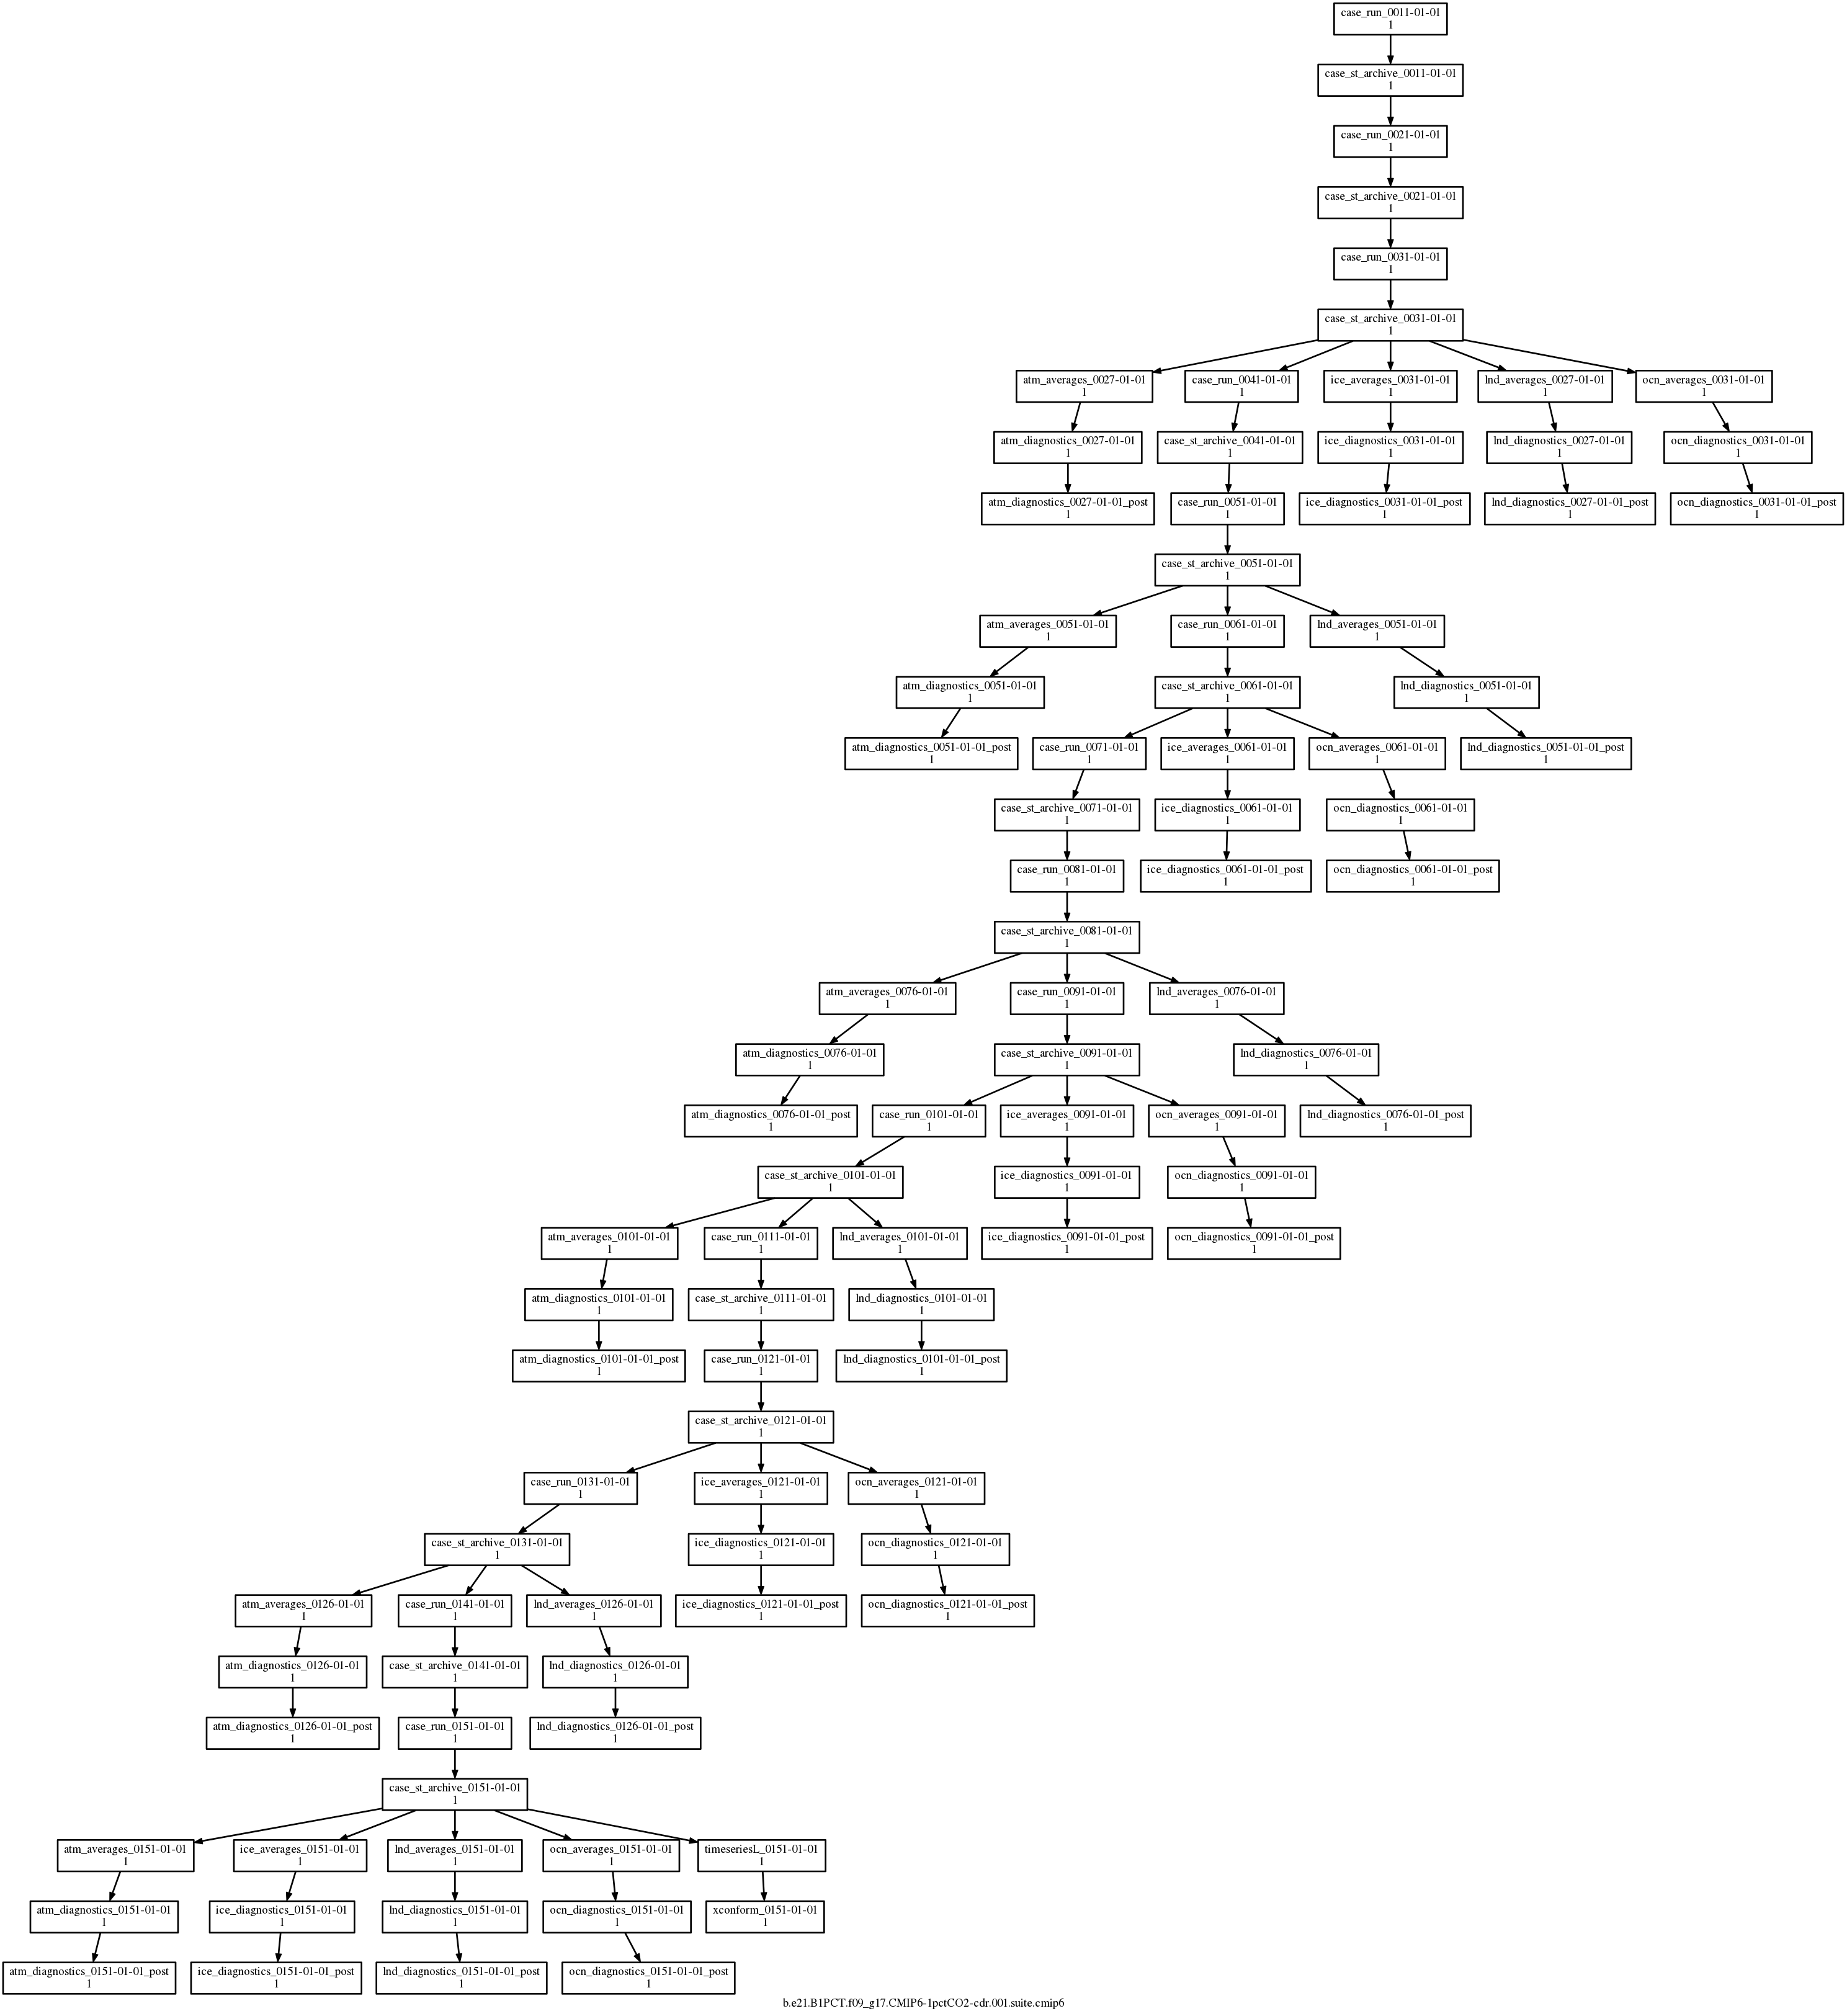 case_run_0011-01-01
1
case_st_archive_0011-01-01
1
case_run_0021-01-01
1
case_st_archive_0021-01-01
1
case_run_0031-01-01
1
case_st_archive_0031-01-01
1
atm_averages_0027-01-01
1
case_run_0041-01-01
1
ice_averages_0031-01-01
1
lnd_averages_0027-01-01
1
ocn_averages_0031-01-01
1
atm_diagnostics_0027-01-01
1
case_st_archive_0041-01-01
1
ice_diagnostics_0031-01-01
1
lnd_diagnostics_0027-01-01
1
ocn_diagnostics_0031-01-01
1
atm_diagnostics_0027-01-01_post
1
case_run_0051-01-01
1
ice_diagnostics_0031-01-01_post
1
lnd_diagnostics_0027-01-01_post
1
ocn_diagnostics_0031-01-01_post
1
case_st_archive_0051-01-01
1
atm_averages_0051-01-01
1
case_run_0061-01-01
1
lnd_averages_0051-01-01
1
atm_diagnostics_0051-01-01
1
case_st_archive_0061-01-01
1
lnd_diagnostics_0051-01-01
1
atm_diagnostics_0051-01-01_post
1
case_run_0071-01-01
1
ice_averages_0061-01-01
1
ocn_averages_0061-01-01
1
lnd_diagnostics_0051-01-01_post
1
case_st_archive_0071-01-01
1
ice_diagnostics_0061-01-01
1
ocn_diagnostics_0061-01-01
1
case_run_0081-01-01
1
ice_diagnostics_0061-01-01_post
1
ocn_diagnostics_0061-01-01_post
1
case_st_archive_0081-01-01
1
atm_averages_0076-01-01
1
case_run_0091-01-01
1
lnd_averages_0076-01-01
1
atm_diagnostics_0076-01-01
1
case_st_archive_0091-01-01
1
lnd_diagnostics_0076-01-01
1
atm_diagnostics_0076-01-01_post
1
case_run_0101-01-01
1
ice_averages_0091-01-01
1
ocn_averages_0091-01-01
1
lnd_diagnostics_0076-01-01_post
1
case_st_archive_0101-01-01
1
ice_diagnostics_0091-01-01
1
ocn_diagnostics_0091-01-01
1
atm_averages_0101-01-01
1
case_run_0111-01-01
1
lnd_averages_0101-01-01
1
ice_diagnostics_0091-01-01_post
1
ocn_diagnostics_0091-01-01_post
1
atm_diagnostics_0101-01-01
1
case_st_archive_0111-01-01
1
lnd_diagnostics_0101-01-01
1
atm_diagnostics_0101-01-01_post
1
case_run_0121-01-01
1
lnd_diagnostics_0101-01-01_post
1
case_st_archive_0121-01-01
1
case_run_0131-01-01
1
ice_averages_0121-01-01
1
ocn_averages_0121-01-01
1
case_st_archive_0131-01-01
1
ice_diagnostics_0121-01-01
1
ocn_diagnostics_0121-01-01
1
atm_averages_0126-01-01
1
case_run_0141-01-01
1
lnd_averages_0126-01-01
1
ice_diagnostics_0121-01-01_post
1
ocn_diagnostics_0121-01-01_post
1
atm_diagnostics_0126-01-01
1
case_st_archive_0141-01-01
1
lnd_diagnostics_0126-01-01
1
atm_diagnostics_0126-01-01_post
1
case_run_0151-01-01
1
lnd_diagnostics_0126-01-01_post
1
case_st_archive_0151-01-01
1
atm_averages_0151-01-01
1
ice_averages_0151-01-01
1
lnd_averages_0151-01-01
1
ocn_averages_0151-01-01
1
timeseriesL_0151-01-01
1
atm_diagnostics_0151-01-01
1
ice_diagnostics_0151-01-01
1
lnd_diagnostics_0151-01-01
1
ocn_diagnostics_0151-01-01
1
xconform_0151-01-01
1
atm_diagnostics_0151-01-01_post
1
ice_diagnostics_0151-01-01_post
1
lnd_diagnostics_0151-01-01_post
1
ocn_diagnostics_0151-01-01_post
1
b.e21.B1PCT.f09_g17.CMIP6-1pctCO2-cdr.001.suite.cmip6